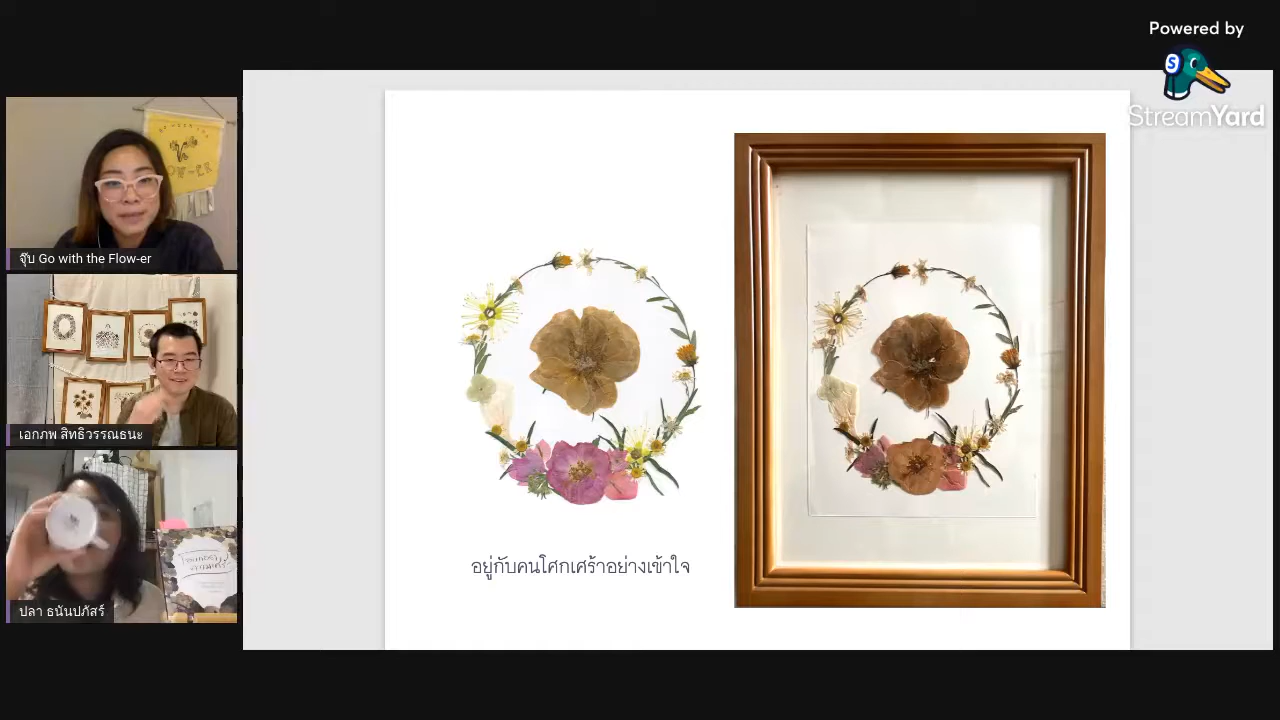 Powered by
StreamYard
จุ๊บ Go with the Flow-er
เอกภพ สิทธิวรรณธนะ
ปลา ธนันปภัสร์
อยู่กับคนโศกเศร้าอย่างเข้าใจ